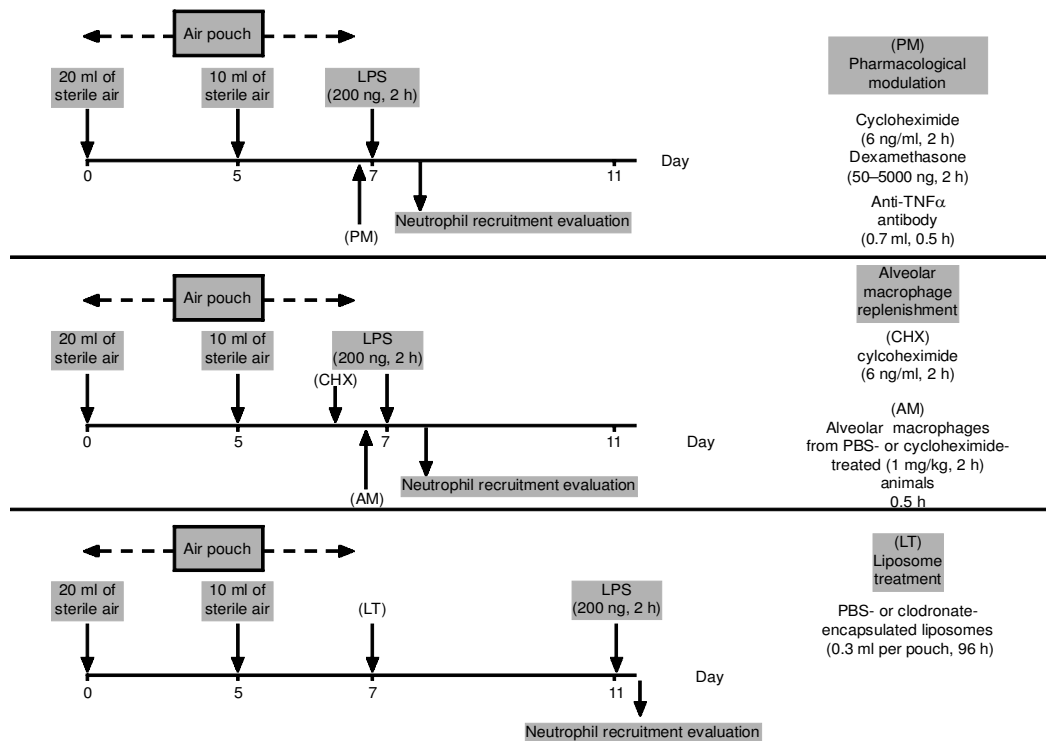 Air pouch
20 ml of
sterile air
10 ml of
sterile air
LPS
(200 ng, 2 h)
0
5
7
11
Day
(PM)
Neutrophil recruitment evaluation
(PM)
Pharmacological
modulation
Cycloheximide
(6 ng/ml, 2 h)
Dexamethasone
(50–5000 ng, 2 h)
Anti-TNFα
antibody
(0.7 ml, 0.5 h)
Air pouch
20 ml of
sterile air
10 ml of
sterile air
LPS
(200 ng, 2 h)
(CHX)
0
5
7
11
Day
(AM)
Neutrophil recruitment evaluation
Alveolar
macrophage
replenishment
(CHX)
cylcoheximide
(6 ng/ml, 2 h)
(AM)
Alveolar macrophages
from PBS- or cycloheximide-
treated (1 mg/kg, 2 h)
animals
0.5 h
Air pouch
20 ml of
sterile air
10 ml of
sterile air
(LT)
LPS
(200 ng, 2 h)
0
5
7
11
Day
Neutrophil recruitment evaluation
(LT)
Liposome
treatment
PBS- or clodronate-
encapsulated liposomes
(0.3 ml per pouch, 96 h)